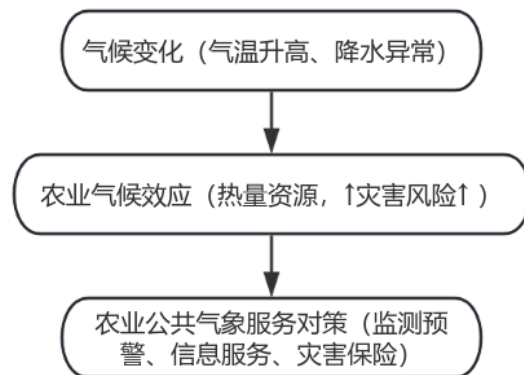 气候变化（气温升高、降水异常）
农业气候效应（热量资源，↑灾害风险↑ ）
农业公共气象服务对策（监测预
警、信息服务、灾害保险）